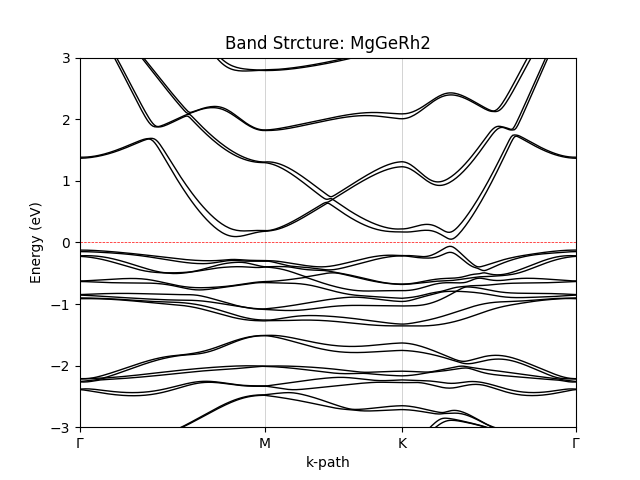 Band Strcture: MgGeRh2
Energy (eV)
3
2
1
0
−1
−2
−3
Γ M K Γ
k-path